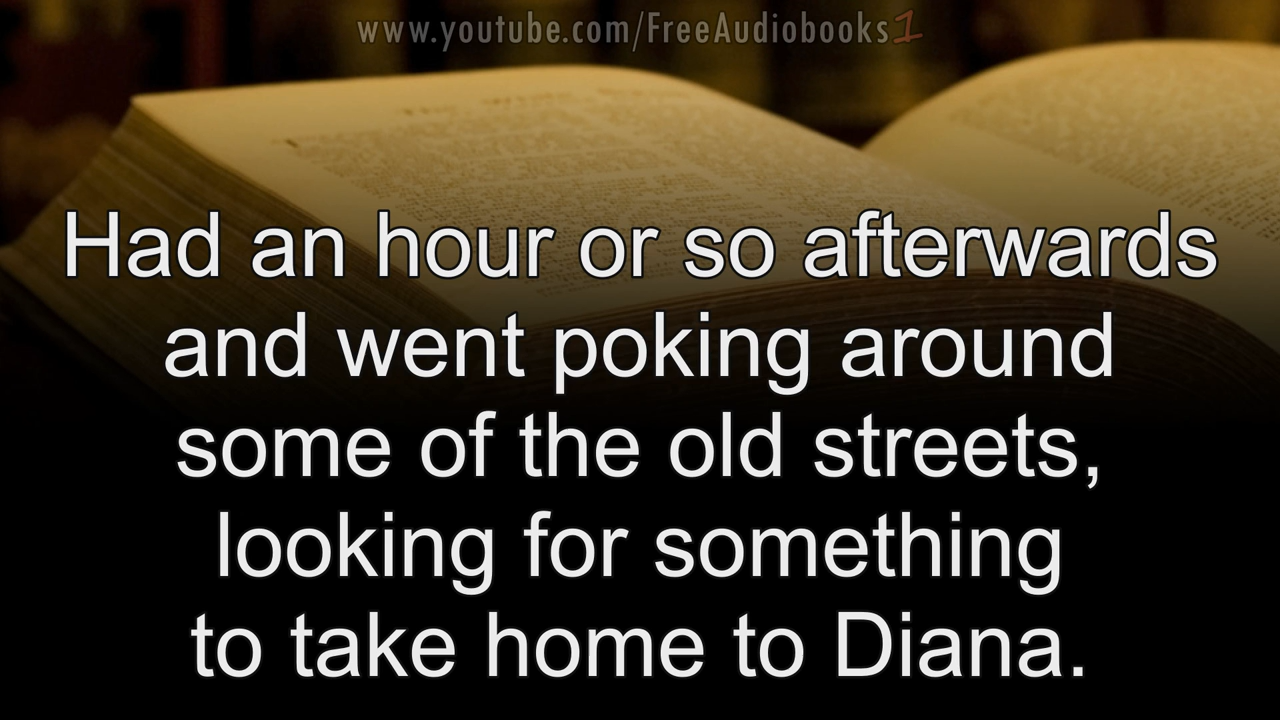 www.youtube.com/FreeAudiobooks1
Had an hour or so afterwards
and went poking around
some of the old streets,
looking for something
to take home to Diana.